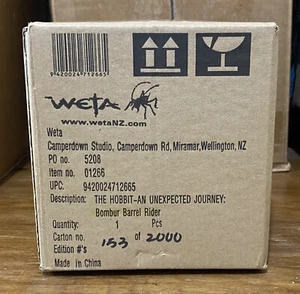 9420024712665
WETA
www.wetaNZ.com
Weta
Camperdown Studio, Camperdown Rd,Miramar,Wellington, NZ
PO no. 5208
Item no. 01266
UPC: 9420024712665
Description: THE HOBBIT-AN UNEXPECTED JOURNEY:
Bombur Barrel Rider
Quantity: 1 Pcs
Carton no. 153 of 2000
Edition #'s
Made in China